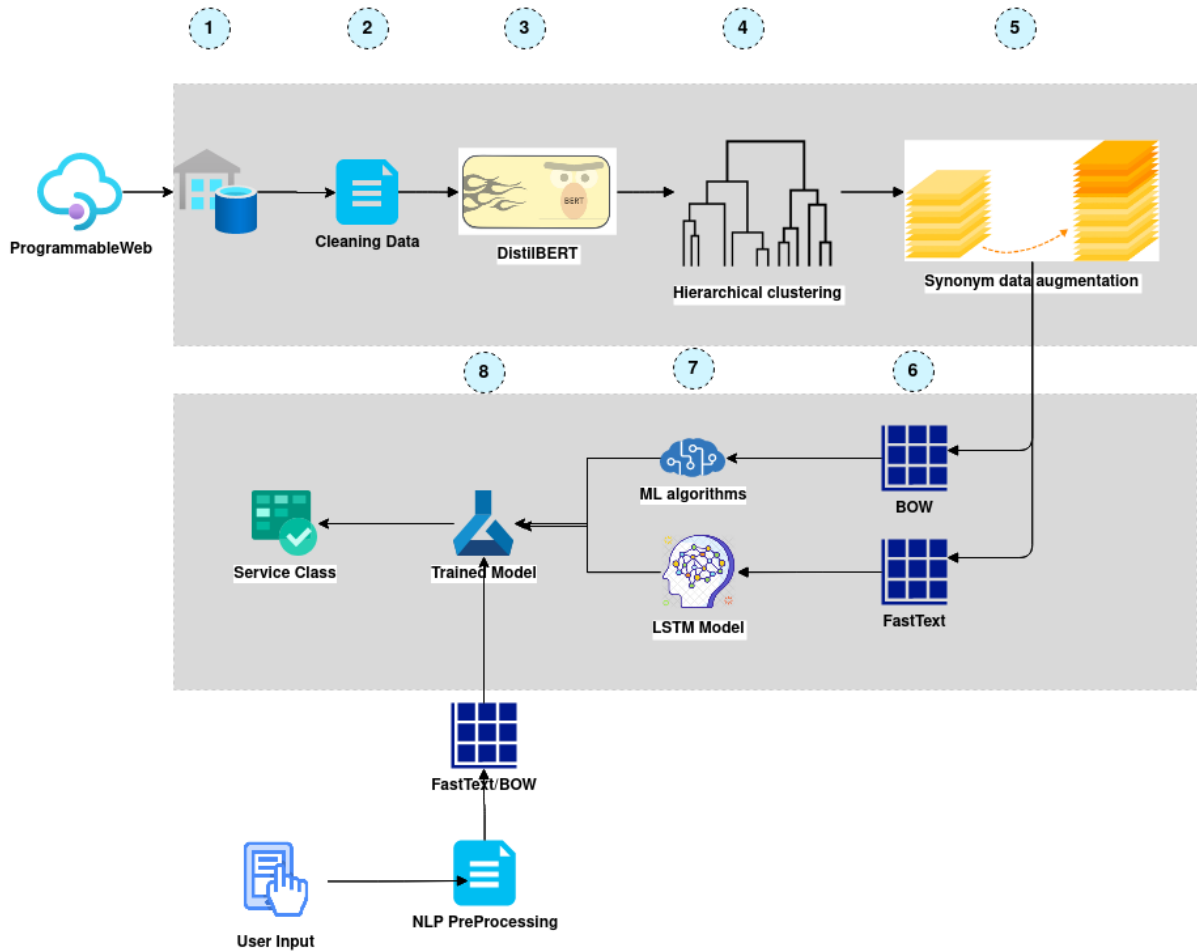 1
2
3
4
5
ProgrammableWeb
Cleaning Data
BERT
DistilBERT
Hierarchical clustering
Synonym data augmentation
8
7
6
ML algorithms
BOW
Service Class
Trained Model
LSTM Model
FastText
FastText/BOW
NLP PreProcessing
User Input